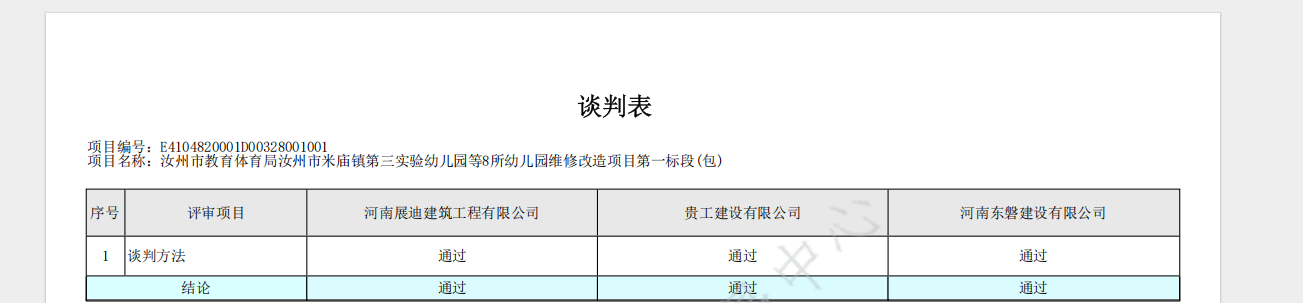 谈判表
项目编号：E4104820001D00328001001
项目名称：汝州市教育体育局汝州市米庙镇第三实验幼儿园等8所幼儿园维修改造项目第一标段(包)
序号 评审项目 河南展迪建筑工程有限公司 贵工建设有限公司 河南东磐建设有限公司
1 谈判方法 通过 通过 通过
结论 通过 通过 通过
中心